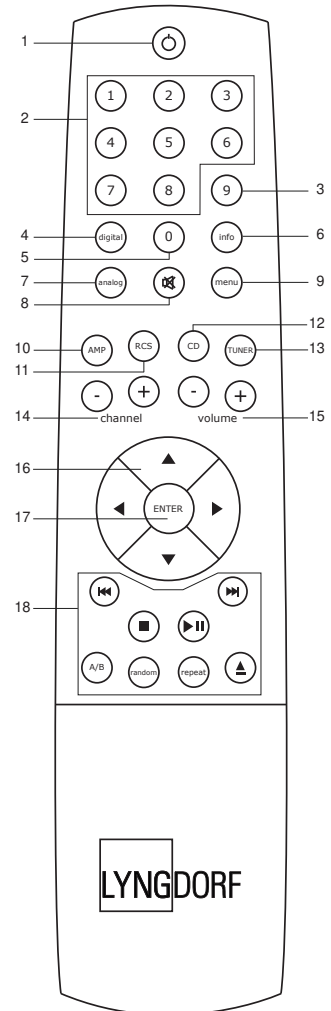 1
1 2 3
2
4 5 6
7 8 9 3
4 digital 0 info 6
5
7 analog menu 9
8
12
10 AMP RCS CD TUNER 13
11
- + - +
14 channel volume 15
16
17 ENTER
18
A/B random repeat
LYNGDORF